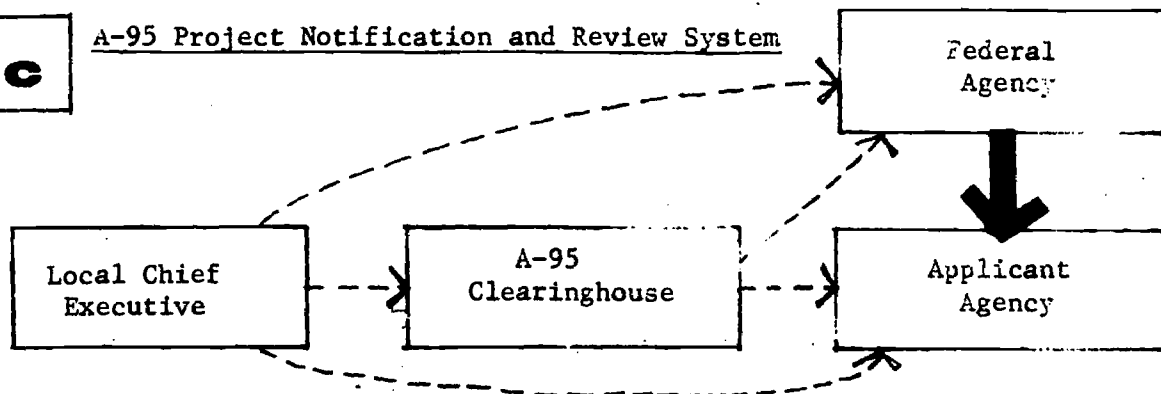 C
A-95 Project Notification and Review System
Federal
Agency
Local Chief
Executive
A-95
Clearinghouse
Applicant
Agency